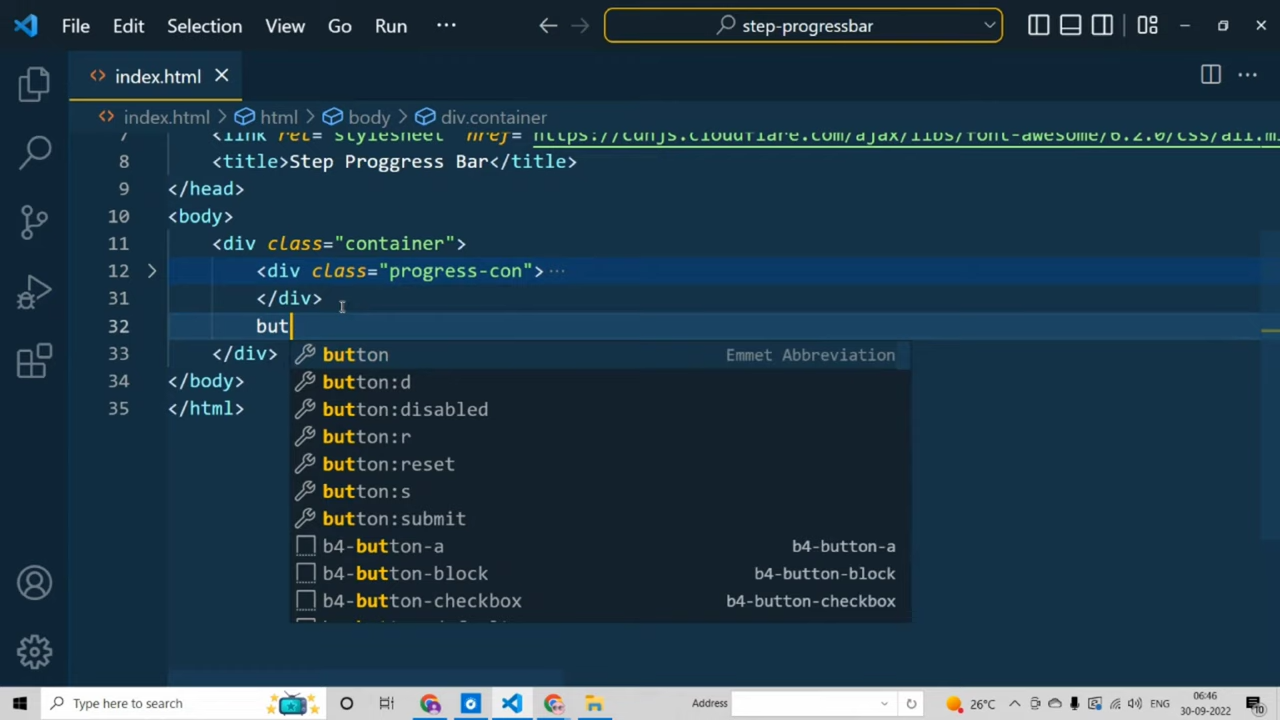 File Edit Selection View Go Run ··· step-progressbar
index.html
index.html > html > body > div.container
7 <link rel="stylesheet" href="https://cdnjs.cloudflare.com/ajax/libs/font-awesome/6.2.0/css/all.mi
8 <title>Step Proggress Bar</title>
9 </head>
10 <body>
11 <div class="container">
12 <div class="progress-con"> ···
31 </div>
32 but
33 </div>
34 </body>
35 </html>
button Emmet Abbreviation
button:d
button:disabled
button:r
button:reset
button:s
button:submit
b4-button-a b4-button-a
b4-button-block b4-button-block
b4-button-checkbox b4-button-checkbox
Type here to search Address 26°C ENG 06:46
30-09-2022 10